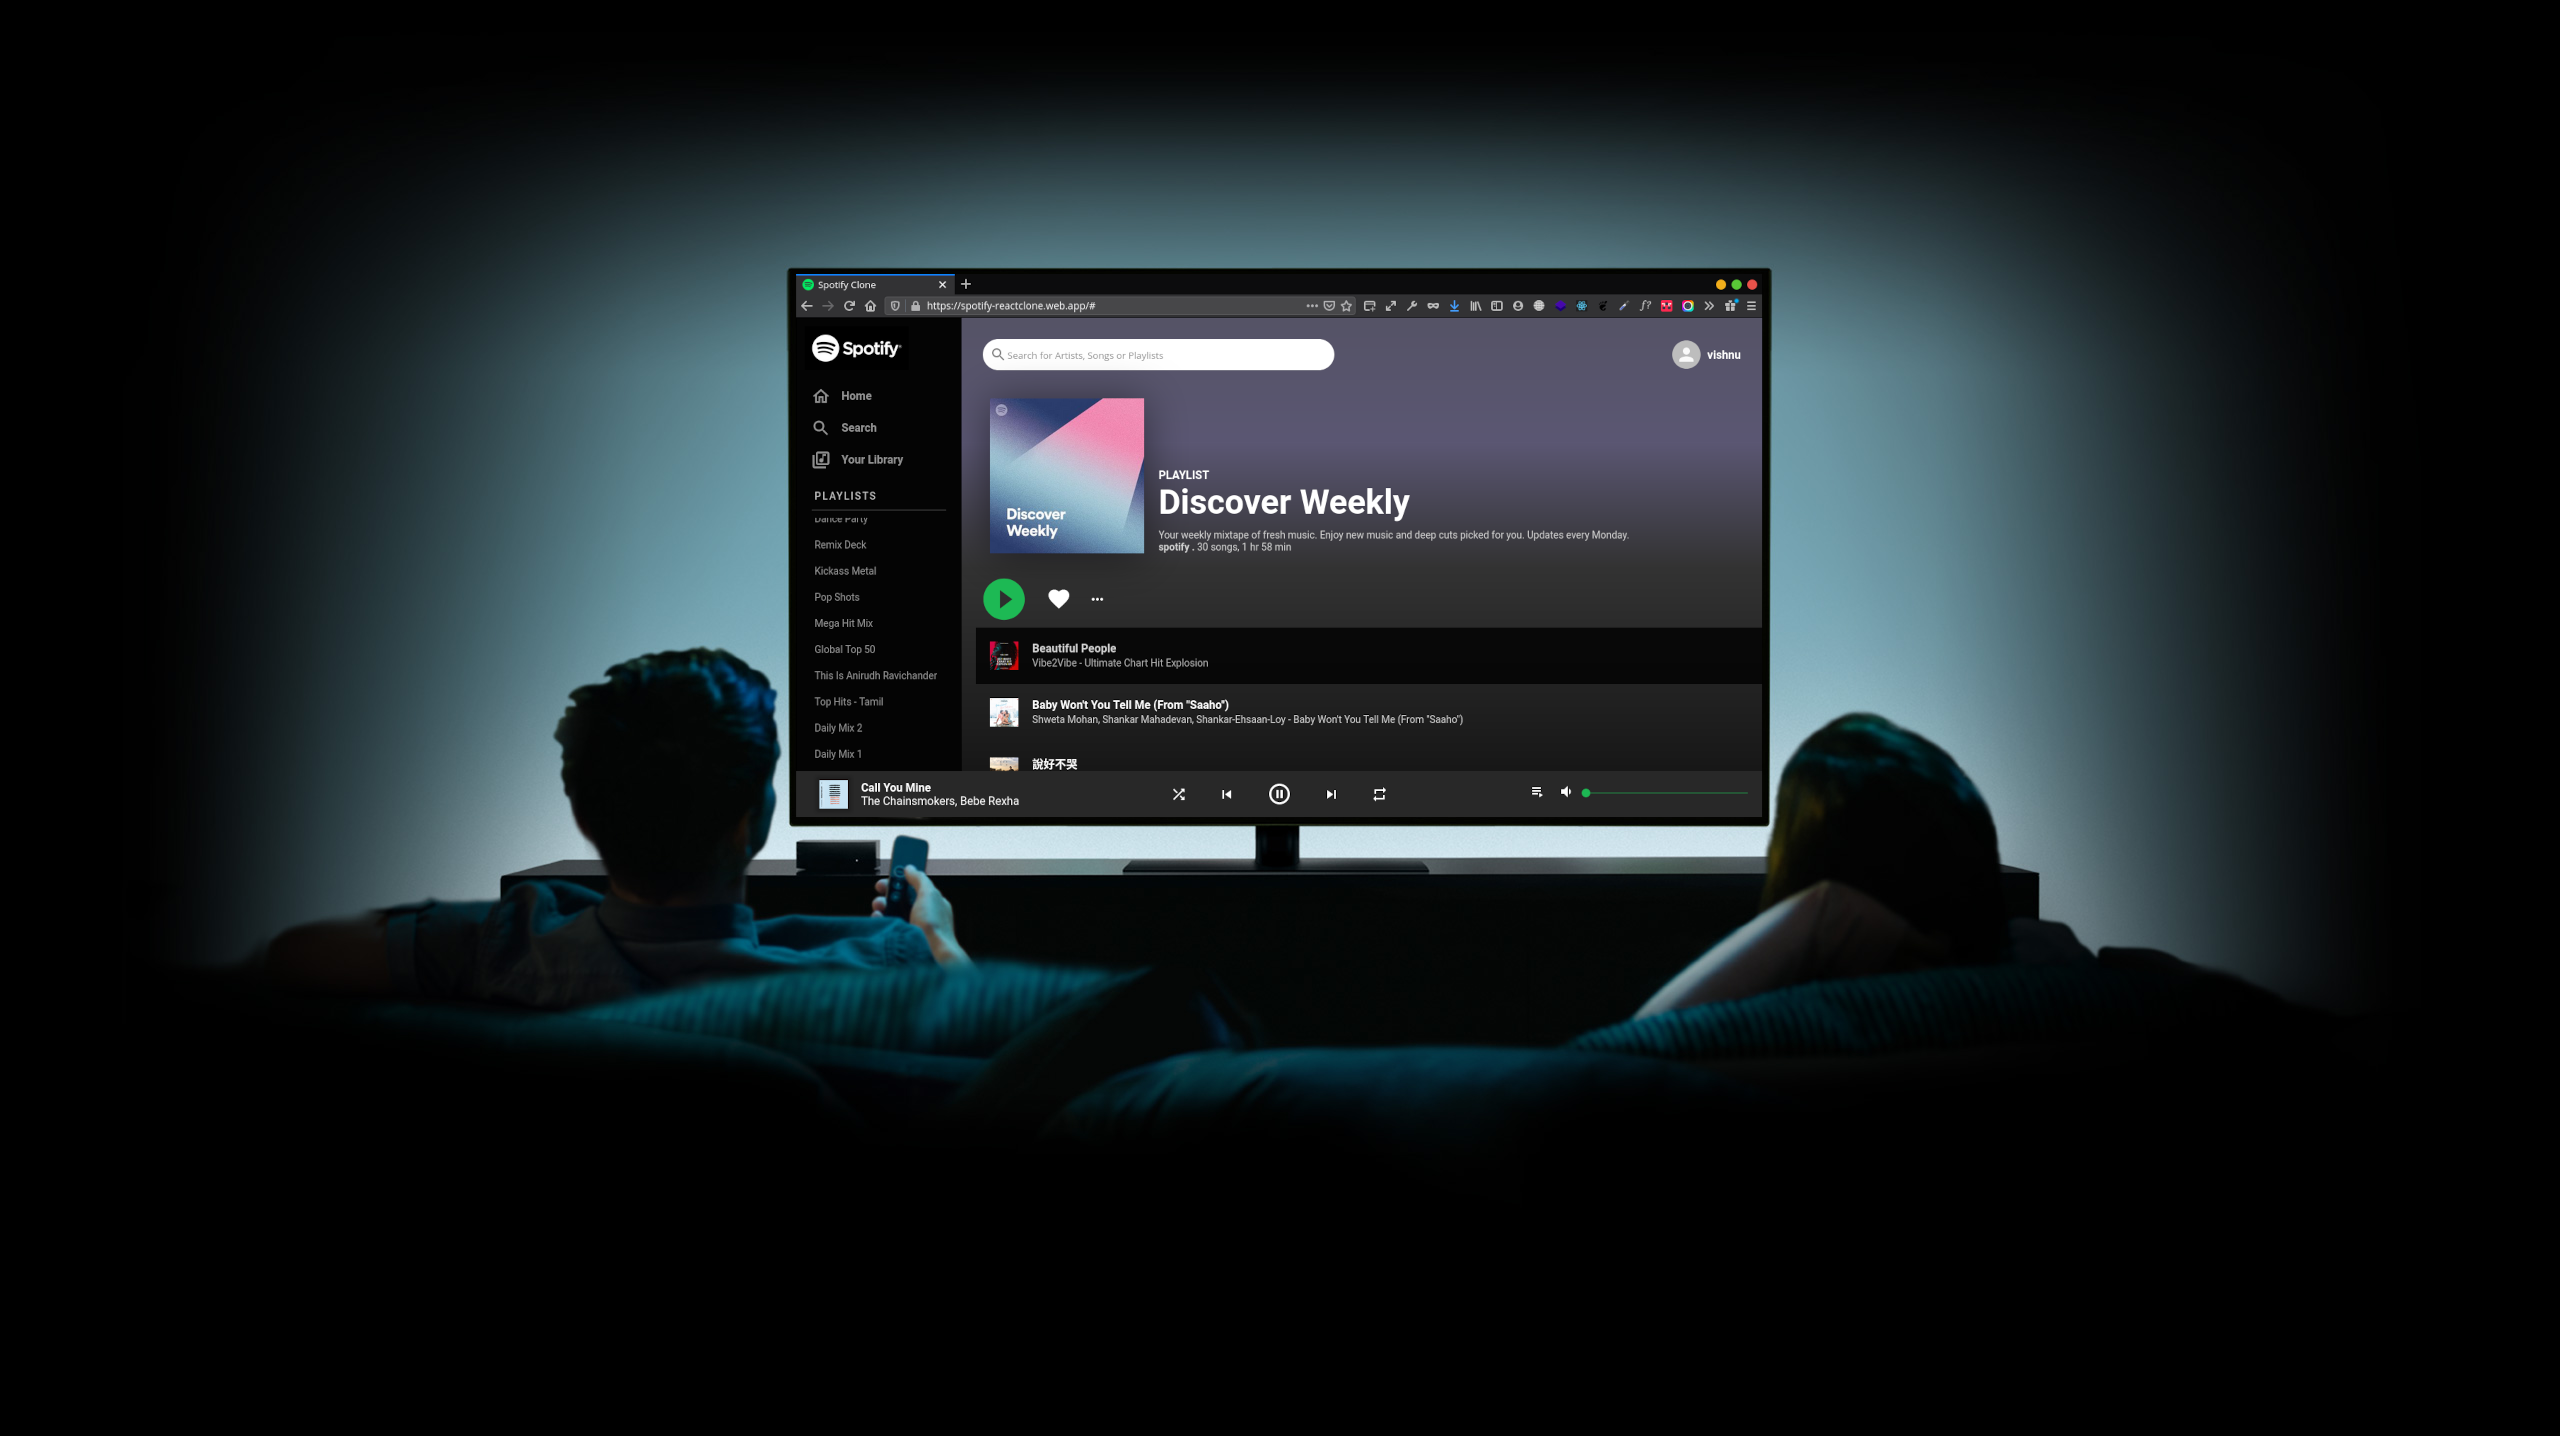 Spotify Clone
https://spotify-reactclone.web.app/#
Spotify
Search for Artists, Songs or Playlists
vishnu
Home
Search
Your Library
PLAYLISTS
Dance Party
Remix Deck
Kickass Metal
Pop Shots
Mega Hit Mix
Global Top 50
This Is Anirudh Ravichander
Top Hits - Tamil
Daily Mix 2
Daily Mix 1
Discover
Weekly
PLAYLIST
Discover Weekly
Your weekly mixtape of fresh music. Enjoy new music and deep cuts picked for you. Updates every Monday.
spotify . 30 songs, 1 hr 58 min
Beautiful People
Vibe2Vibe - Ultimate Chart Hit Explosion
Baby Won't You Tell Me (From "Saaho")
Shweta Mohan, Shankar Mahadevan, Shankar-Ehsaan-Loy - Baby Won't You Tell Me (From "Saaho")
說好不哭
Call You Mine
The Chainsmokers, Bebe Rexha